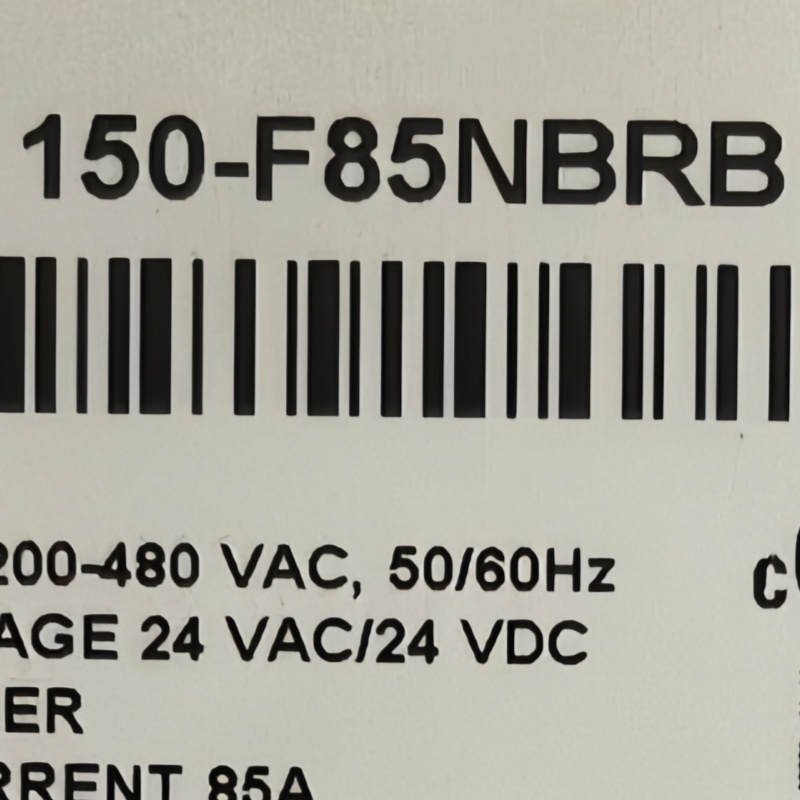 150-F85NBRB
200-480 VAC, 50/60Hz
C
AGE 24 VAC/24 VDC
ER
RRENT 85A